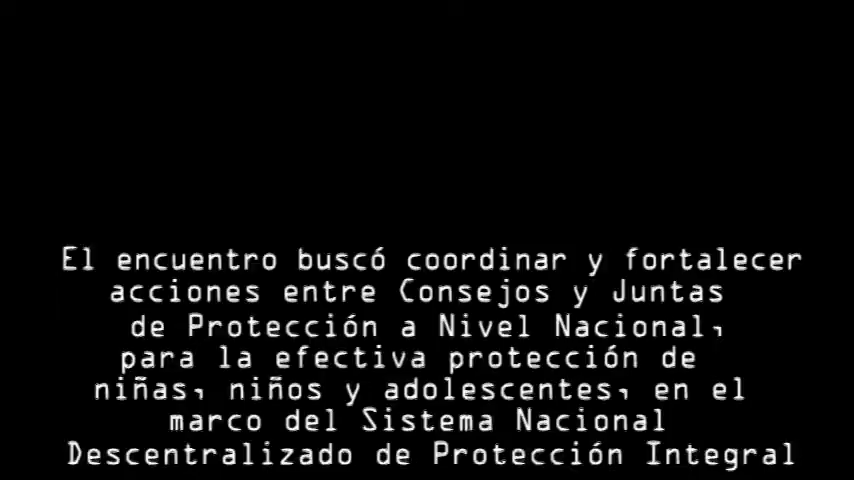 El encuentro buscó coordinar y fortalecer
acciones entre Consejos y Juntas
de Protección a Nivel Nacional,
para la efectiva protección de
niñas, niños y adolescentes, en el
marco del Sistema Nacional
Descentralizado de Protección Integral